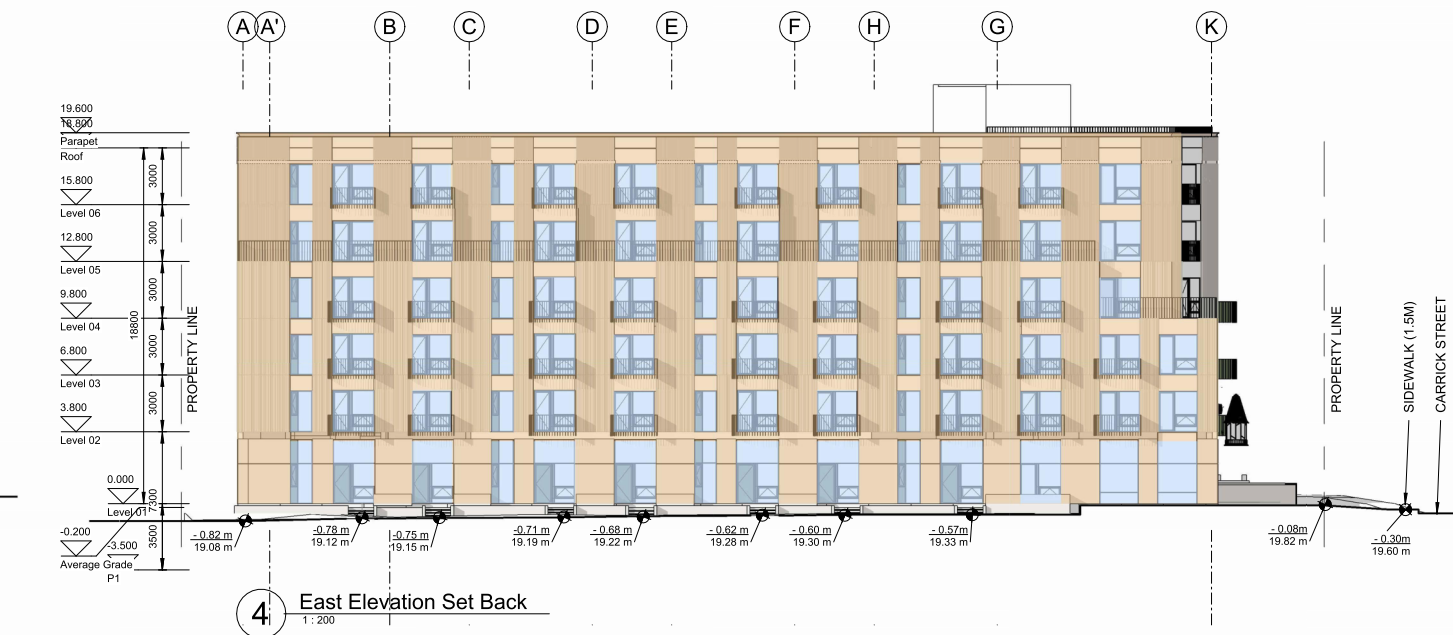 A A' B C D E F H G K
19.600
18.800
Parapet
Roof
15.800
Level 06
12.800
Level 05
9.800
Level 04
6.800
Level 03
3.800
Level 02
0.000
Level 01
-0.200
Average Grade
-3.500
P1
3000
3000
3000
3000
3000
18800
7300
3500
PROPERTY LINE
PROPERTY LINE
SIDEWALK (1.5M)
CARRICK STREET
- 0.82 m
19.08 m
-0.78 m
19.12 m
-0.75 m
19.15 m
-0.71 m
19.19 m
-0.68 m
19.22 m
-0.62 m
19.28 m
-0.60 m
19.30 m
-0.57m
19.33 m
-0.08m
19.82 m
- 0.30m
19.60 m
4
East Elevation Set Back
1 : 200